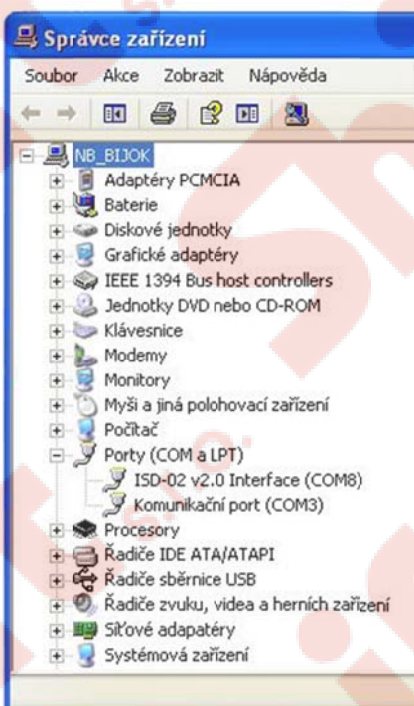 Správce zařízení
Soubor Akce Zobrazit Nápověda
NB_BIJOK
Adaptéry PCMCIA
Baterie
Diskové jednotky
Grafické adaptéry
IEEE 1394 Bus host controllers
Jednotky DVD nebo CD-ROM
Klávesnice
Modemy
Monitory
Myši a jiná polohovací zařízení
Počítač
Porty (COM a LPT)
ISD-02 v2.0 Interface (COM8)
Komunikační port (COM3)
Procesory
Řadiče IDE ATA/ATAPI
Řadiče sběrnice USB
Řadiče zvuku, videa a herních zařízení
Síťové adapatéry
Systémová zařízení